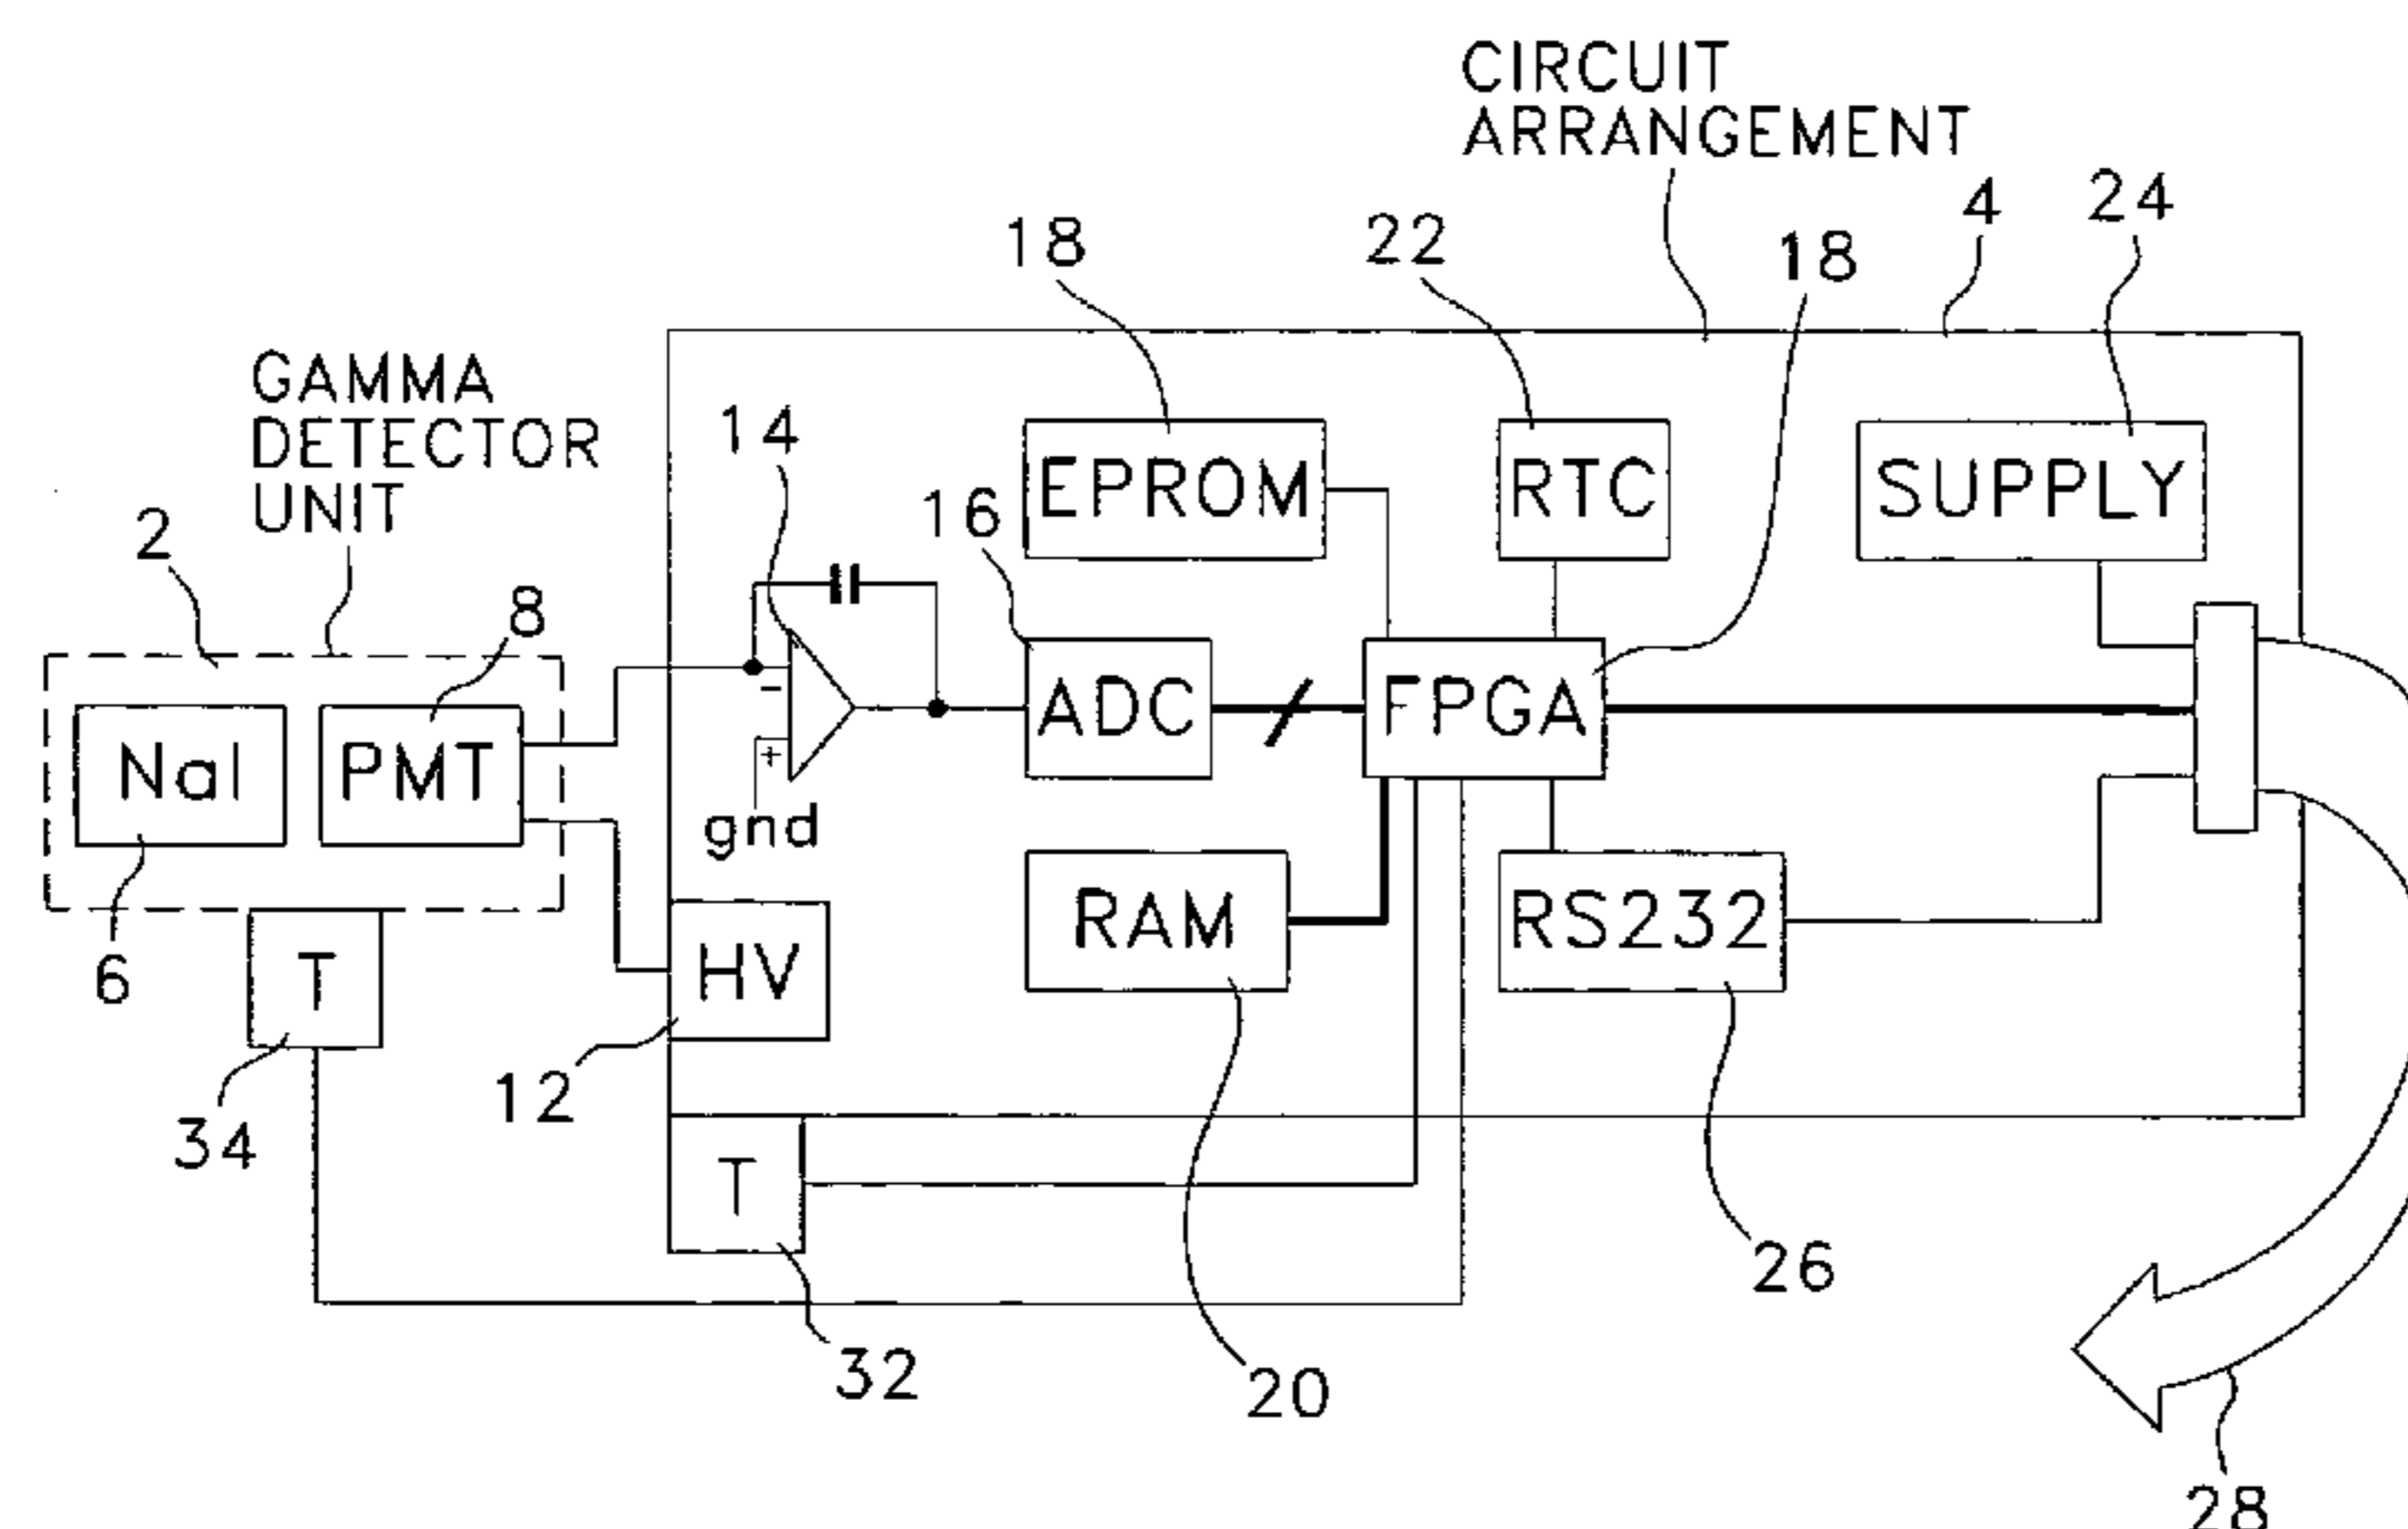 CIRCUIT
ARRANGEMENT
4
24
18
22
18
GAMMA
DETECTOR
UNIT
14
16
EPROM
RTC
SUPPLY
2
8
NaI
PMT
-
+
gnd
ADC
FPGA
6
T
HV
RAM
RS232
34
12
T
32
26
20
28